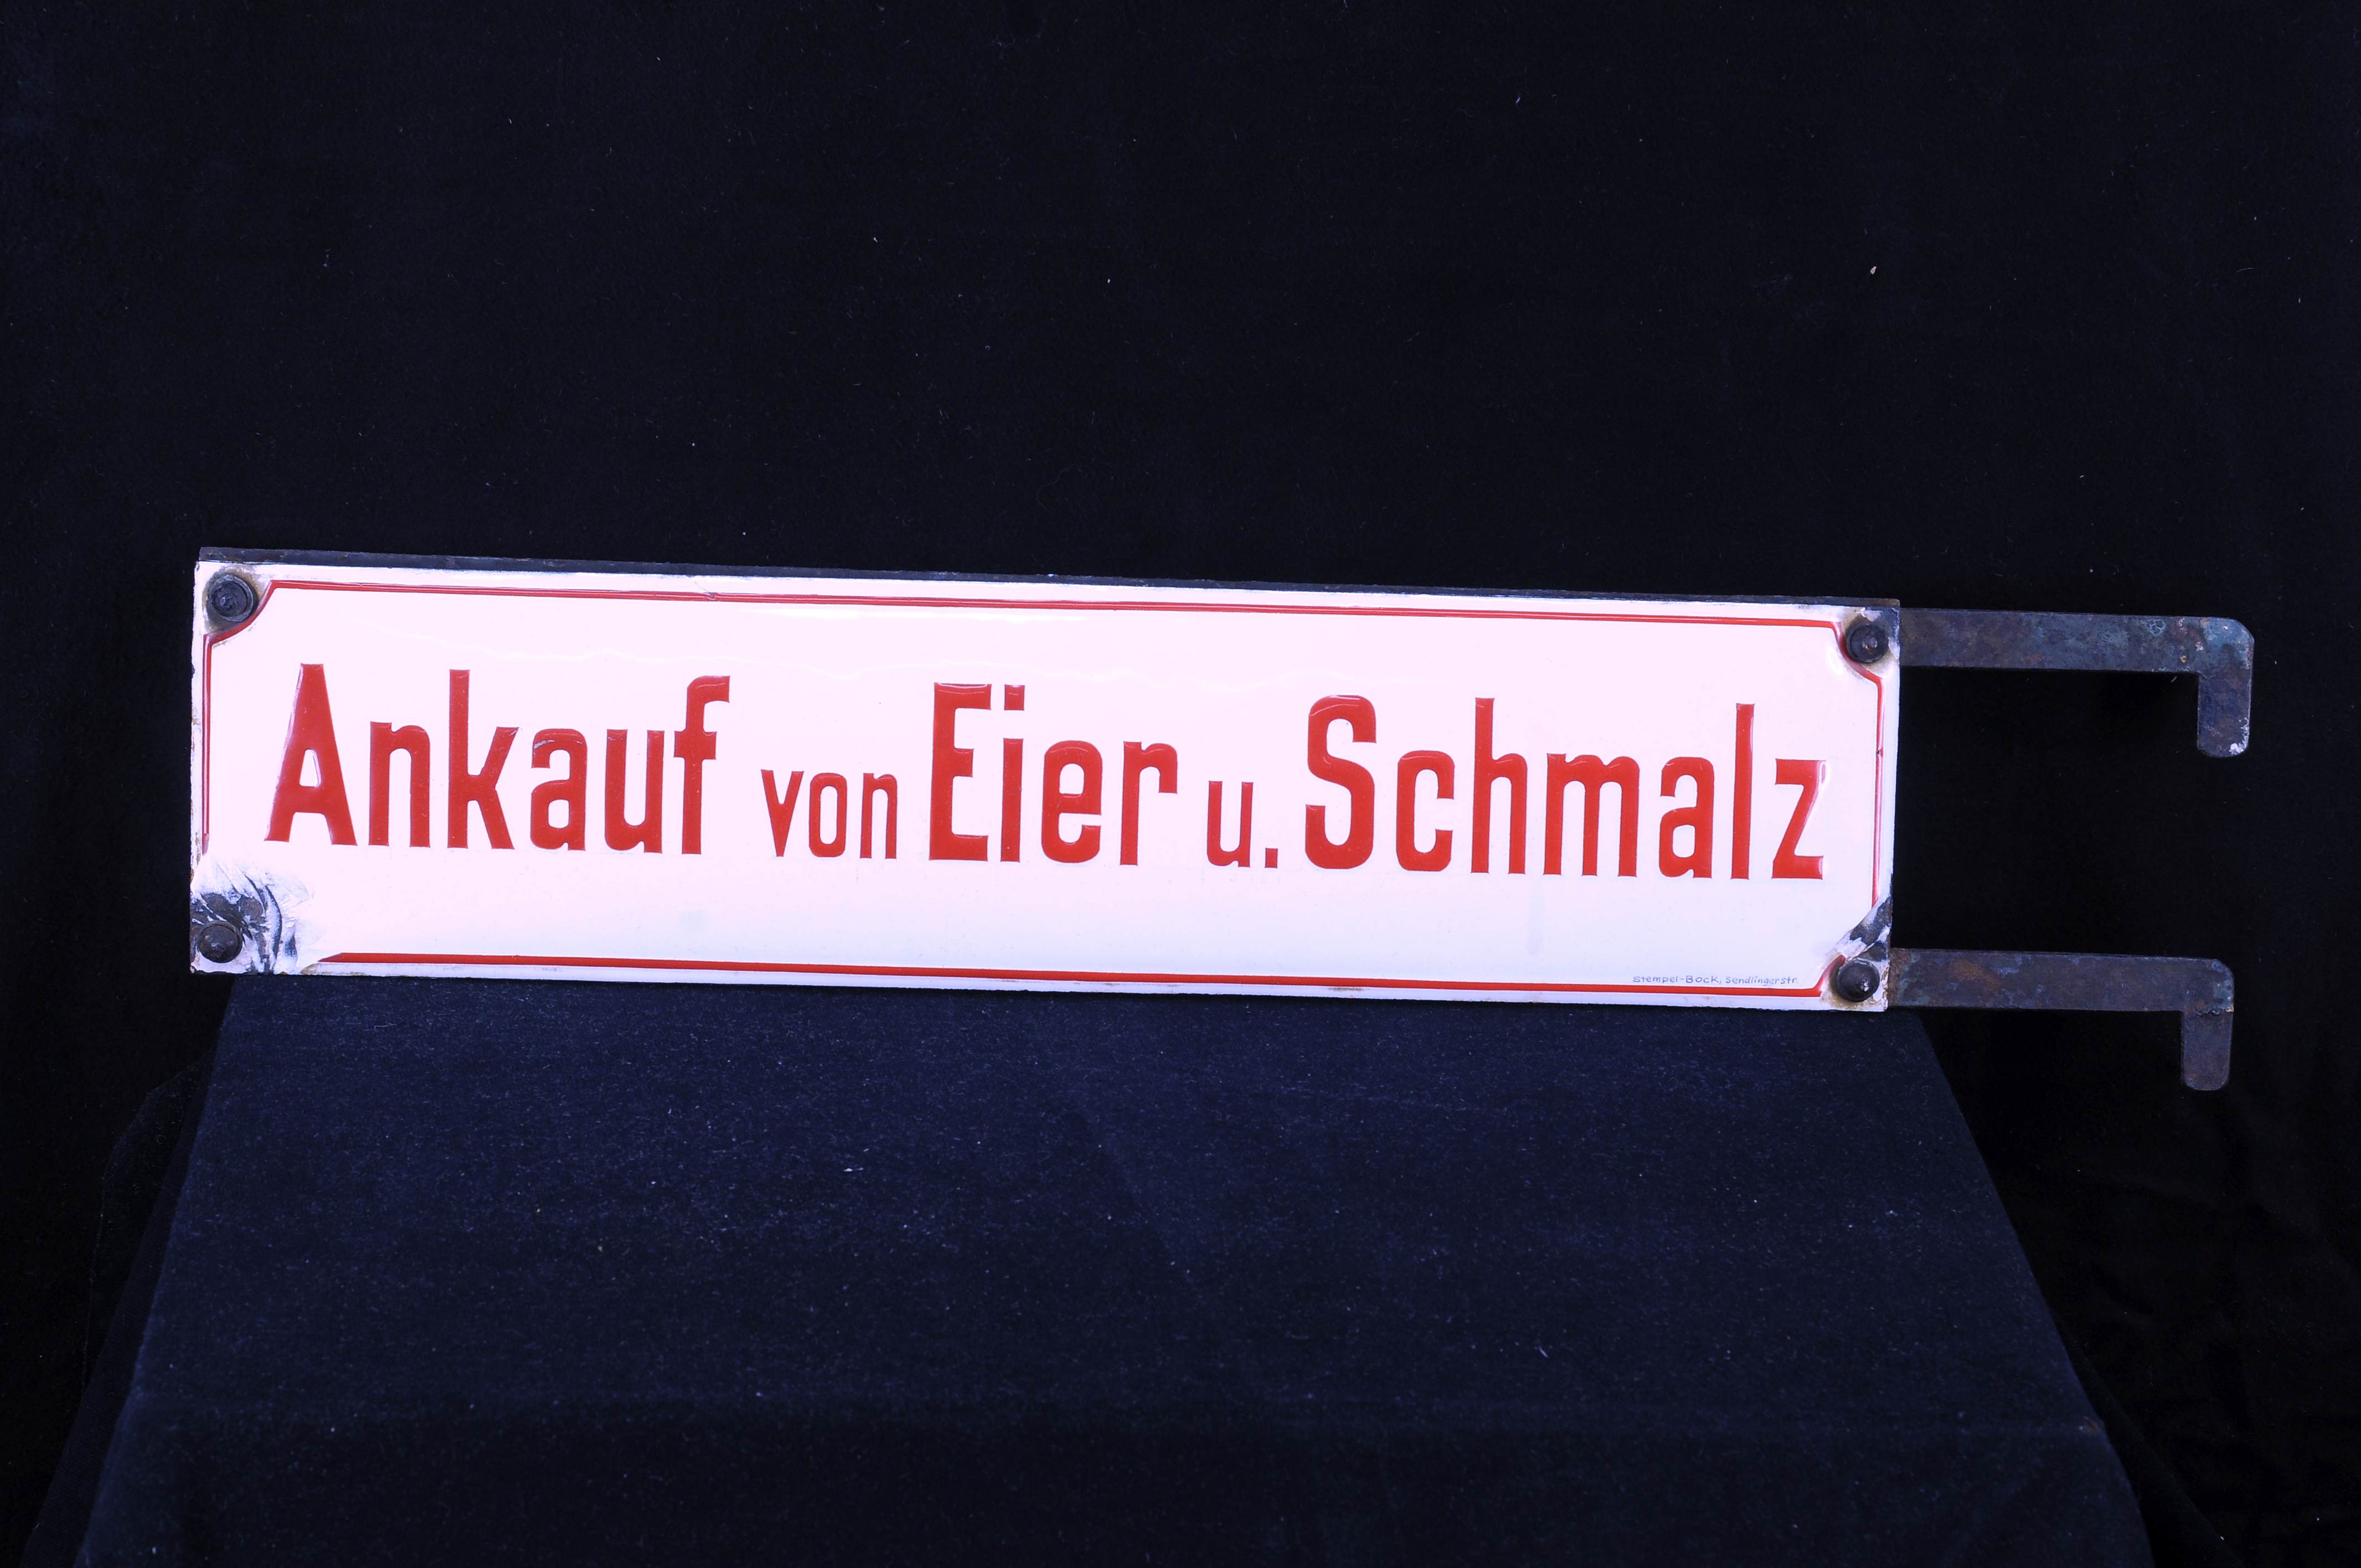 Ankauf von Eier u. Schmalz
Stempel-Bock, Sendlingerstr.